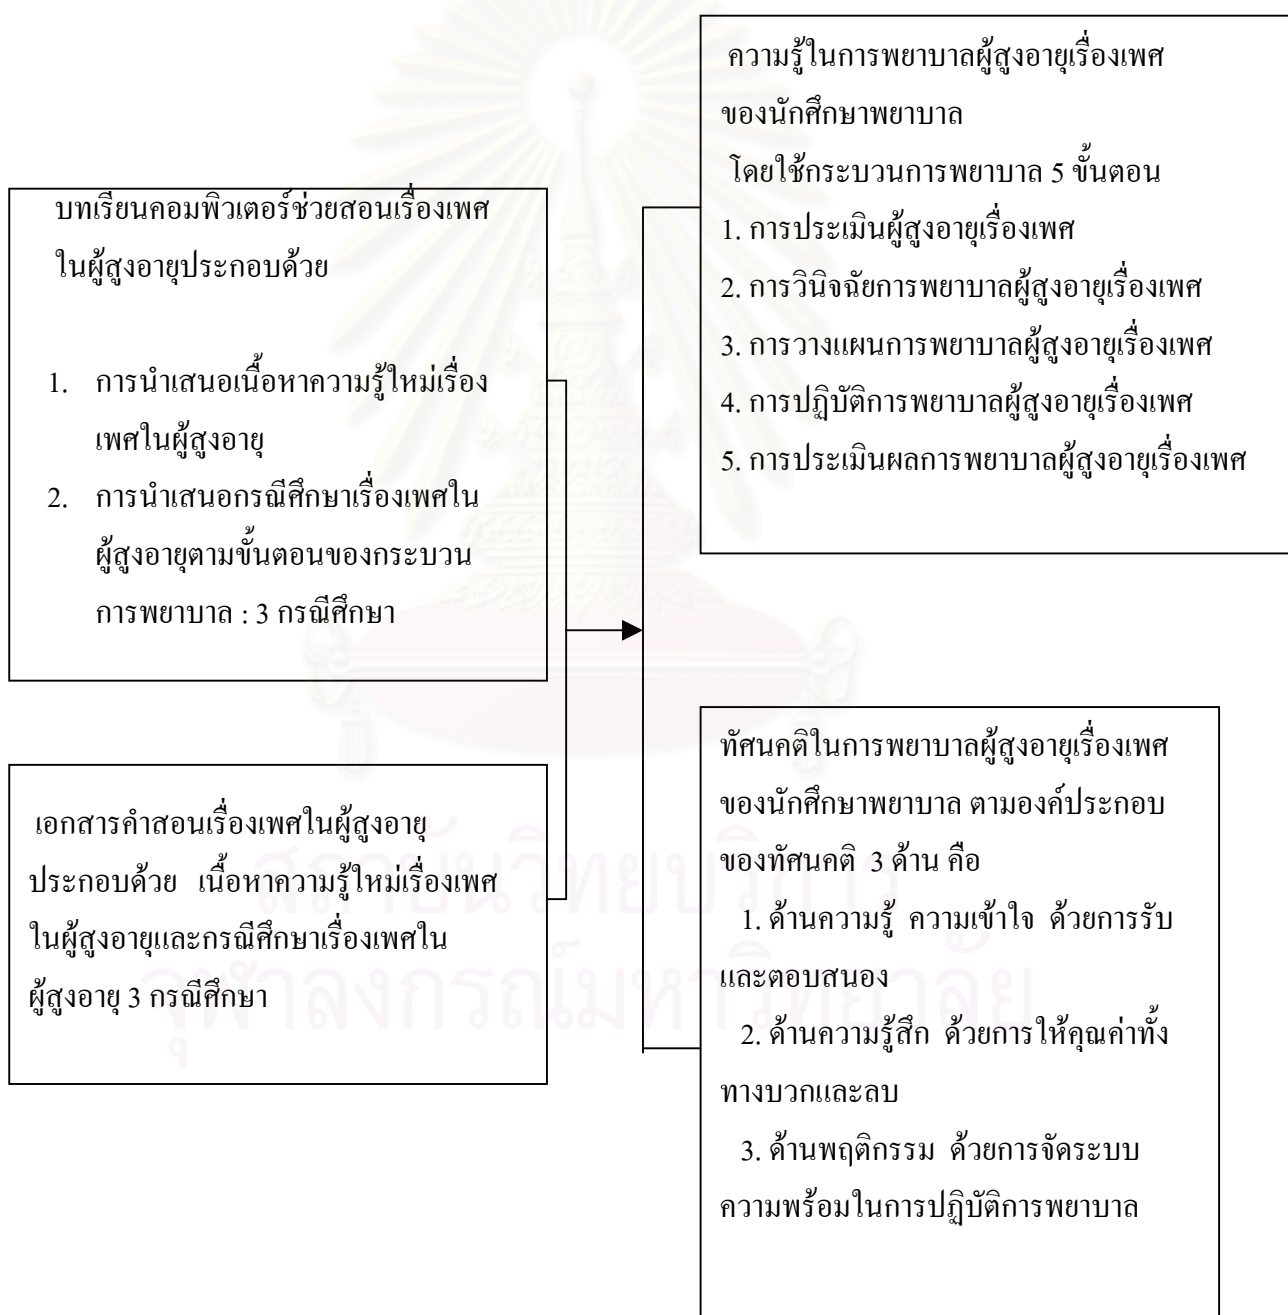 บทเรียนคอมพิวเตอร์ช่วยสอนเรื่องเพศ
ในผู้สูงอายุประกอบด้วย
1. การนำเสนอเนื้อหาความรู้ใหม่เรื่อง
เพศในผู้สูงอายุ
2. การนำเสนอกรณีศึกษาเรื่องเพศใน
ผู้สูงอายุตามขั้นตอนของกระบวน
การพยาบาล : 3 กรณีศึกษา
เอกสารคำสอนเรื่องเพศในผู้สูงอายุ
ประกอบด้วย เนื้อหาความรู้ใหม่เรื่องเพศ
ในผู้สูงอายุและกรณีศึกษาเรื่องเพศใน
ผู้สูงอายุ 3 กรณีศึกษา
ความรู้ในการพยาบาลผู้สูงอายุเรื่องเพศ
ของนักศึกษาพยาบาล
โดยใช้กระบวนการพยาบาล 5 ขั้นตอน
1. การประเมินผู้สูงอายุเรื่องเพศ
2. การวินิจฉัยการพยาบาลผู้สูงอายุเรื่องเพศ
3. การวางแผนการพยาบาลผู้สูงอายุเรื่องเพศ
4. การปฏิบัติการพยาบาลผู้สูงอายุเรื่องเพศ
5. การประเมินผลการพยาบาลผู้สูงอายุเรื่องเพศ
ทัศนคติในการพยาบาลผู้สูงอายุเรื่องเพศ
ของนักศึกษาพยาบาล ตามองค์ประกอบ
ของทัศนคติ 3 ด้าน คือ
1. ด้านความรู้ ความเข้าใจ ด้วยการรับ
และตอบสนอง
2. ด้านความรู้สึก ด้วยการให้คุณค่าทั้ง
ทางบวกและลบ
3. ด้านพฤติกรรม ด้วยการจัดระบบ
ความพร้อมในการปฏิบัติการพยาบาล
สถาบันวิทยบริการ
จุฬาลงกรณ์มหาวิทยาลัย